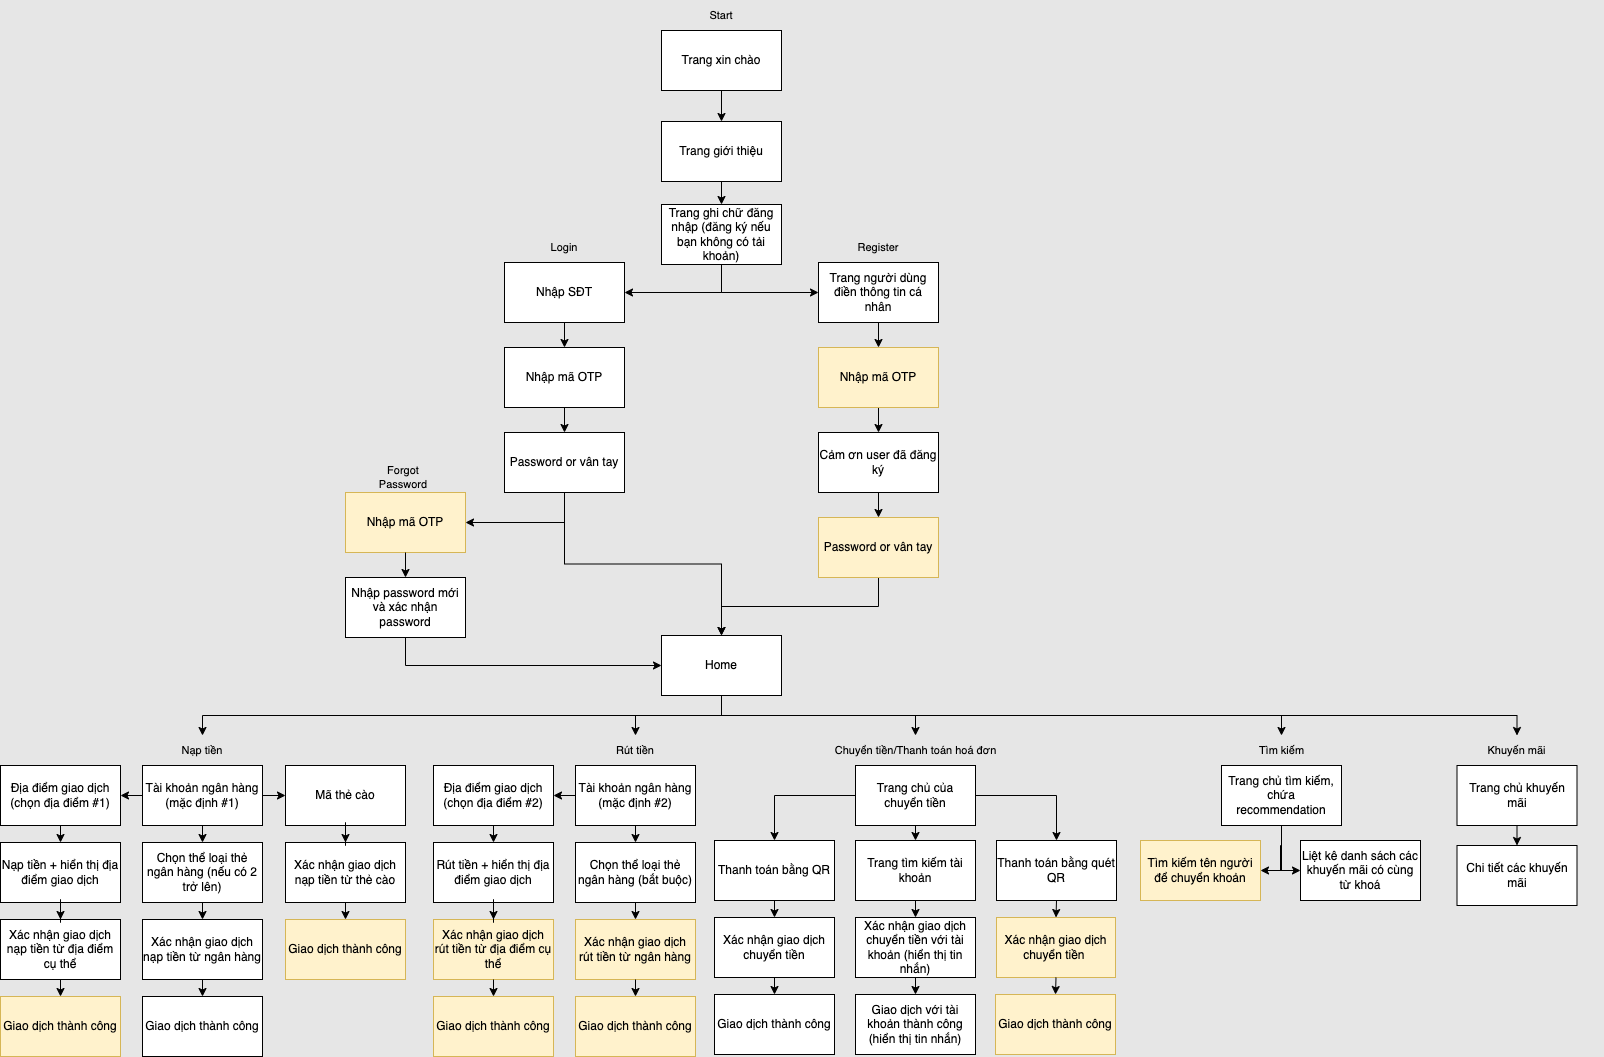 Start
Trang xin chào
Trang giới thiệu
Trang ghi chữ đăng
nhập (đăng ký nếu
bạn không có tải
khoản)
Login
Nhập SĐT
Nhập mã OTP
Password or vân tay
Register
Trang người dùng
điền thông tin cá
nhân
Nhập mã OTP
Cám ơn user đã đăng
ký
Password or vân tay
Forgot
Password
Nhập mã OTP
Nhập password mới
và xác nhận
password
Home
Nạp tiền
Địa điểm giao dịch
(chọn địa điểm #1)
Nạp tiền + hiển thị địa
điểm giao dịch
Xác nhận giao dịch
nạp tiền từ địa điểm
cụ thể
Giao dịch thành công
Tài khoản ngân hàng
(mặc định #1)
Chọn thể loại thẻ
ngân hàng (nếu có 2
trở lên)
Xác nhận giao dịch
nạp tiền từ ngân hàng
Giao dịch thành công
Mã thẻ cào
Xác nhận giao dịch
nạp tiền từ thẻ cào
Giao dịch thành công
Rút tiền
Địa điểm giao dịch
(chọn địa điểm #2)
Rút tiền + hiển thị địa
điểm giao dịch
Xác nhận giao dịch
rút tiền từ địa điểm cụ
thể
Giao dịch thành công
Tài khoản ngân hàng
(mặc định #2)
Chọn thể loại thẻ
ngân hàng (bắt buộc)
Xác nhận giao dịch
rút tiền từ ngân hàng
Giao dịch thành công
Chuyển tiền/Thanh toán hoá đơn
Trang chủ của
chuyển tiền
Thanh toán bằng QR
Xác nhận giao dịch
chuyển tiền
Giao dịch thành công
Trang tìm kiếm tài
khoản
Xác nhận giao dịch
chuyển tiền với tài
khoản (hiển thị tin
nhắn)
Giao dịch với tài
khoản thành công
(hiển thị tin nhắn)
Thanh toán bằng quét
QR
Xác nhận giao dịch
chuyển tiền
Giao dịch thành công
Tìm kiếm
Trang chủ tìm kiếm,
chứa
recommendation
Tìm kiếm tên người
để chuyển khoản
Liệt kê danh sách các
khuyến mãi có cùng
từ khoá
Khuyến mãi
Trang chủ khuyến
mãi
Chi tiết các khuyến
mãi